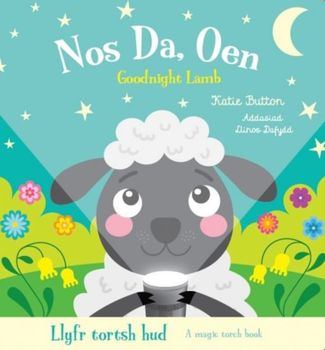 Nos Da, Oen
Goodnight Lamb
Katie Button
Addasiad
Llinos Dafydd
Llyfr tortsh hud
A magic torch book